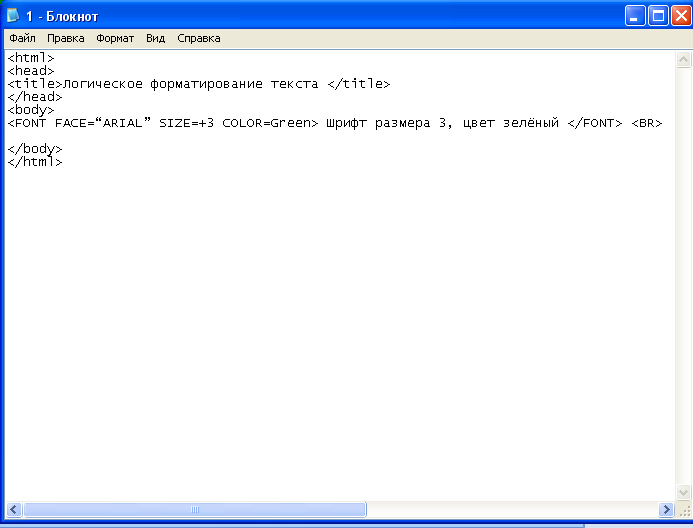 1 - Блокнот
Файл Правка Формат Вид Справка
<html>
<head>
<title>Логическое форматирование текста </title>
</head>
<body>
<FONT FACE=“ARIAL” SIZE=+3 COLOR=Green> Шрифт размера 3, цвет зелёный </FONT> <BR>
</body>
</html>